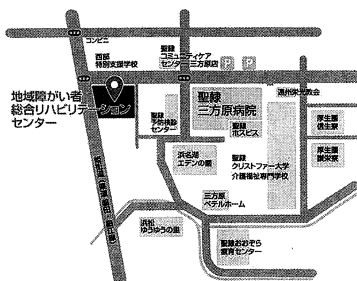 コンビニ
西部
特別支援学校
聖隷
コミュニティケア
センター三方原店
P
P
地域障がい者
総合リハビリテーション
センター
聖隷
予防検診
センター
聖隷
三方原病院
聖隷
ホスピス
遠州栄光教会
厚生園
信生寮
厚生園
讃栄寮
浜名湖
エデンの園
聖隷
クリストファー大学
介護福祉専門学校
三方原
ベテルホーム
浜松
ゆうゆうの里
聖隷おおぞら
療育センター